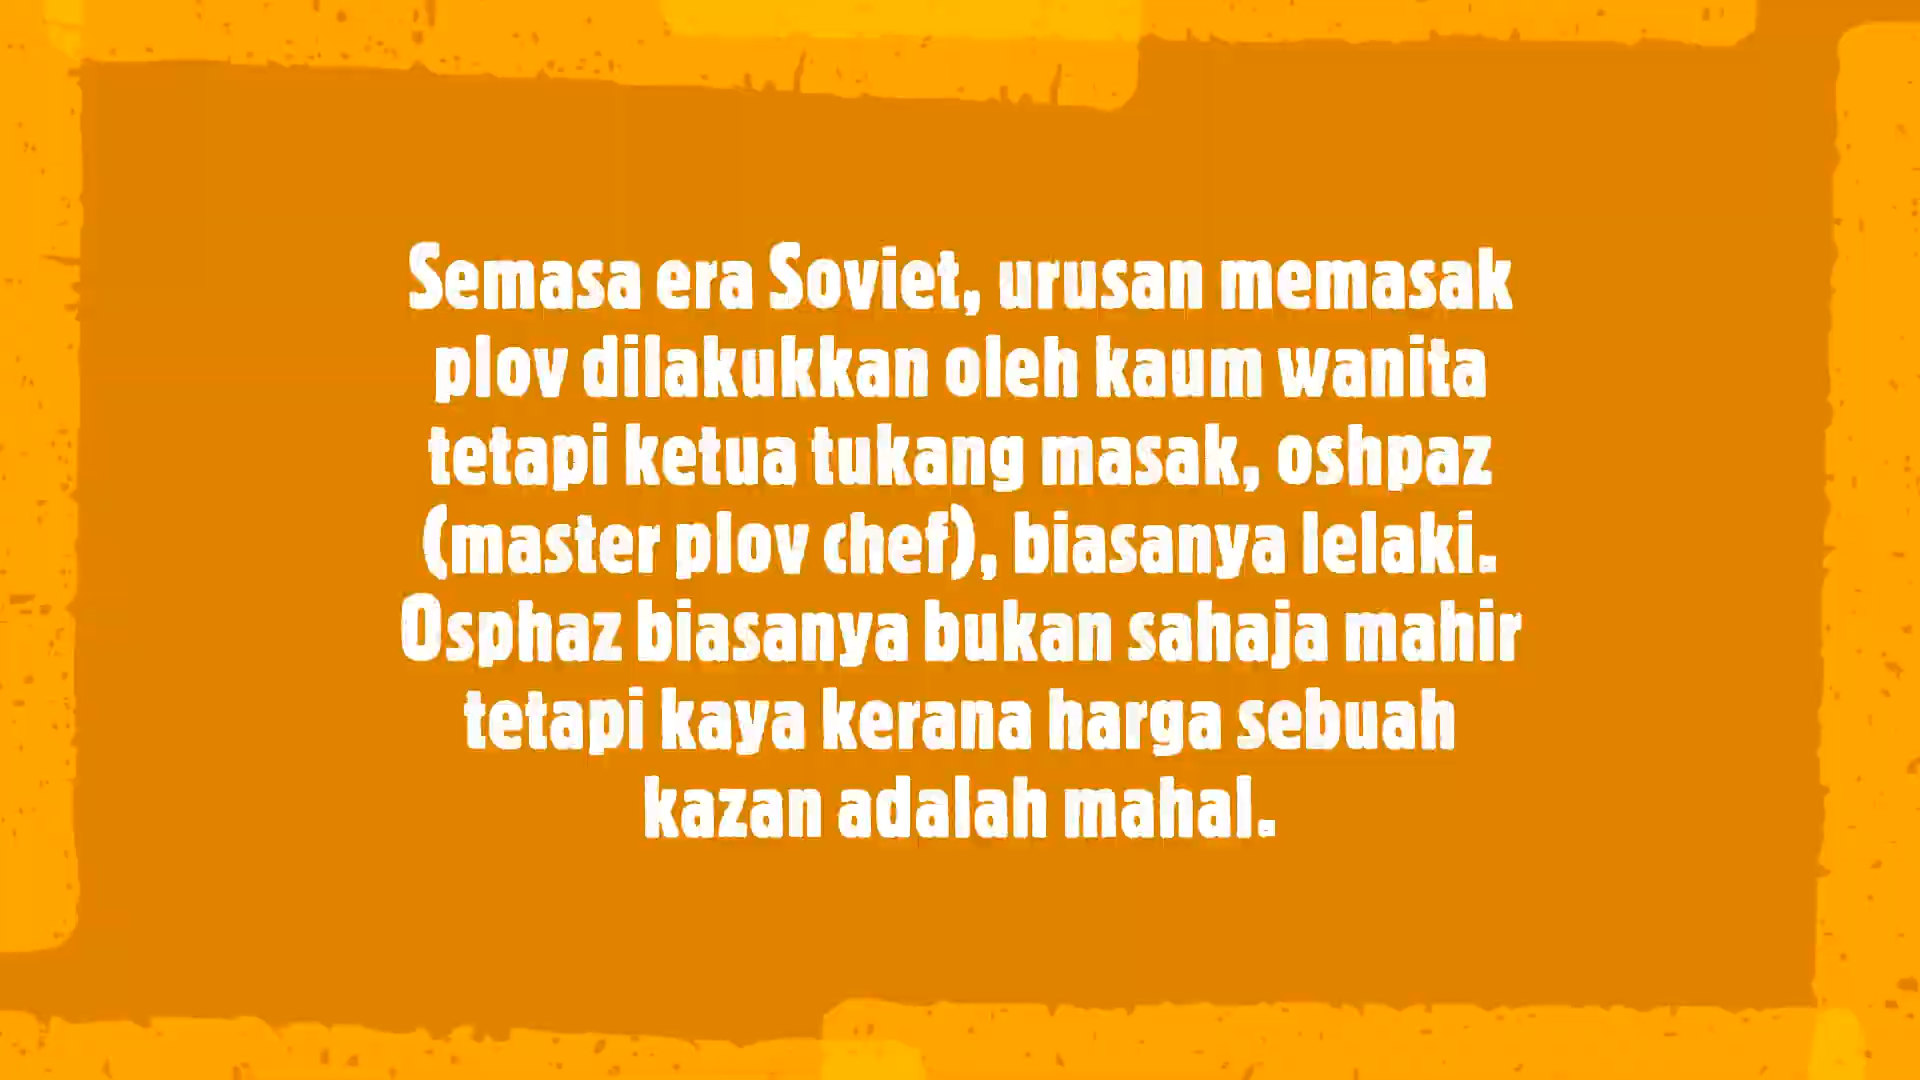 Semasa era Soviet, urusan memasak
plov dilakukkan oleh kaum wanita
tetapi ketua tukang masak, oshpaz
(master plov chef), biasanya lelaki.
Osphaz biasanya bukan sahaja mahir
tetapi kaya kerana harga sebuah
kazan adalah mahal.